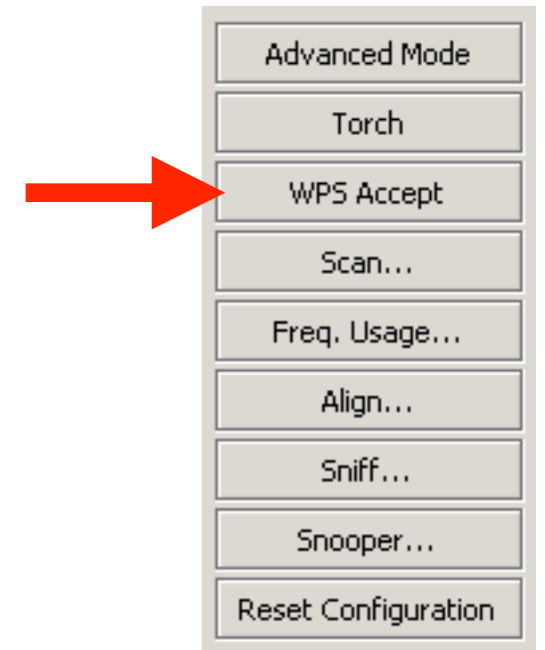 Advanced Mode
Torch
WPS Accept
Scan...
Freq. Usage...
Align...
Sniff...
Snooper...
Reset Configuration